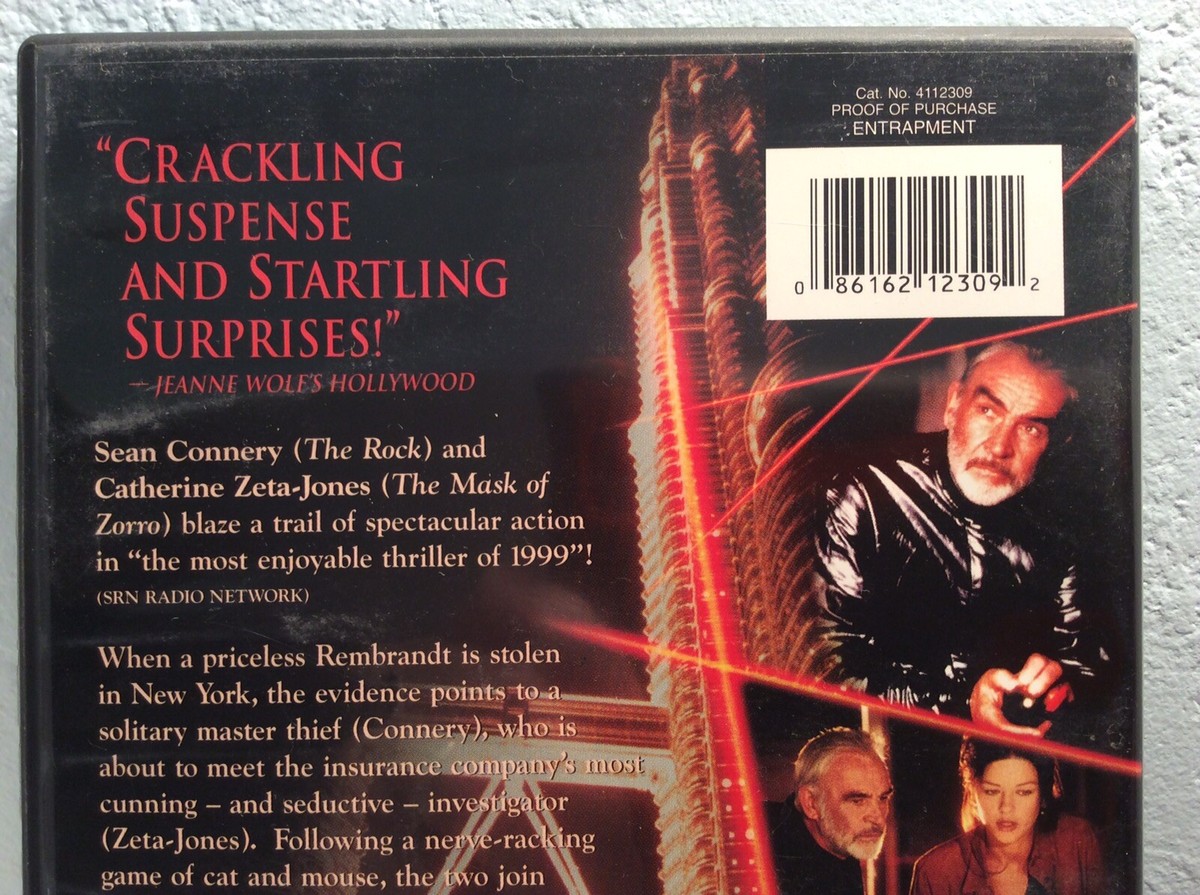 “CRACKLING
SUSPENSE
AND STARTLING
SURPRISES!”
—JEANNE WOLF'S HOLLYWOOD
Sean Connery (The Rock) and
Catherine Zeta-Jones (The Mask of
Zorro) blaze a trail of spectacular action
in “the most enjoyable thriller of 1999”!
(SRN RADIO NETWORK)
When a priceless Rembrandt is stolen
in New York, the evidence points to a
solitary master thief (Connery), who is
about to meet the insurance company's most
cunning – and seductive – investigator
(Zeta-Jones). Following a nerve-racking
game of cat and mouse, the two join
Cat. No. 4112309
PROOF OF PURCHASE
ENTRAPMENT
0 86162 12309 2